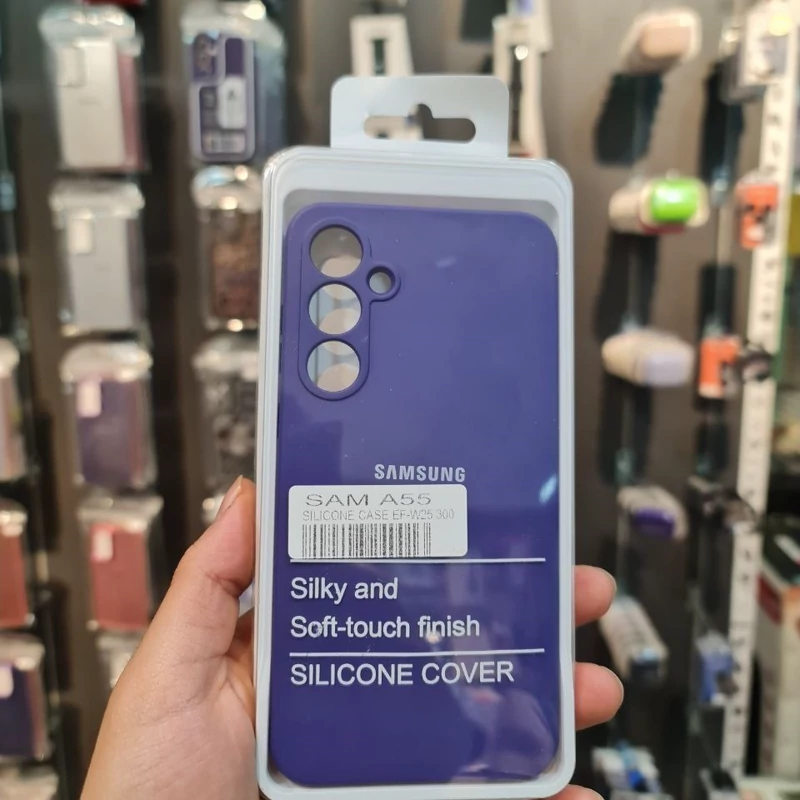 SAMSUNG
SAM A55
SILICONE CASE EF-W25 300
Silky and
Soft-touch finish
SILICONE COVER